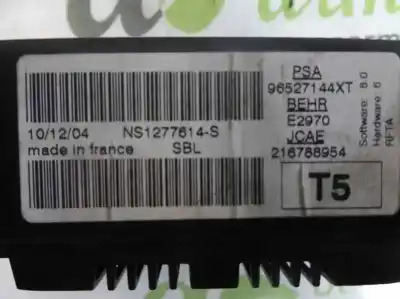 PSA
96527144XT
BEHR
E2970
JCAE
216788954
T5
10/12/04 NS1277614-S
made in france SBL
Software: 8.0
Hardware: 6
RFTA